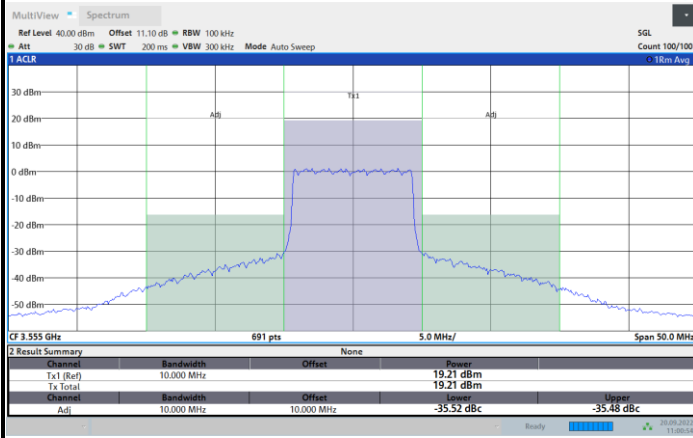 MultiView Spectrum
Ref Level 40.00 dBm Offset 11.10 dB RBW 100 kHz SGL
Att 30 dB SWT 200 ms VBW 300 kHz Mode Auto Sweep Count 100/100
1 ACLR 1Rm Avg
30 dBm
Tx1
20 dBm
Adj Adj
10 dBm
0 dBm
-10 dBm
-20 dBm
-30 dBm
-40 dBm
-50 dBm
CF 3.555 GHz 691 pts 5.0 MHz/ Span 50.0 MHz
2 Result Summary None
Channel Bandwidth Offset Power
Tx1 (Ref) 10.000 MHz 19.21 dBm
Tx Total 19.21 dBm
Channel Bandwidth Offset Lower Upper
Adj 10.000 MHz 10.000 MHz -35.52 dBc -35.48 dBc
Ready